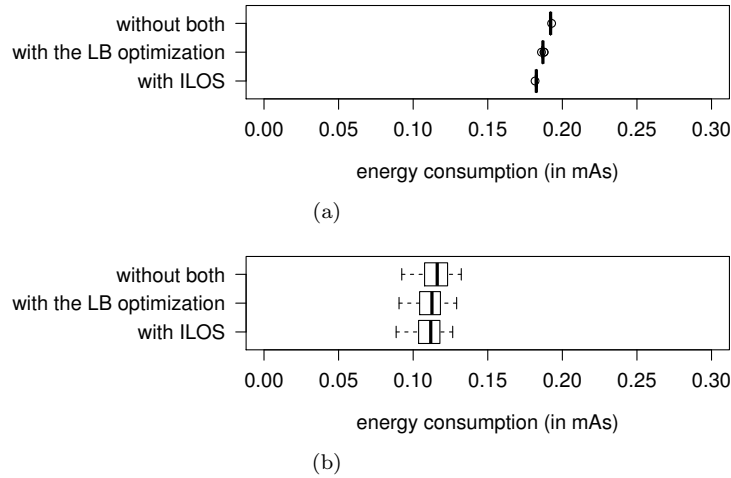 without both
with the LB optimization
with ILOS
0.00 0.05 0.10 0.15 0.20 0.25 0.30
energy consumption (in mAs)
(a)
without both
with the LB optimization
with ILOS
0.00 0.05 0.10 0.15 0.20 0.25 0.30
energy consumption (in mAs)
(b)